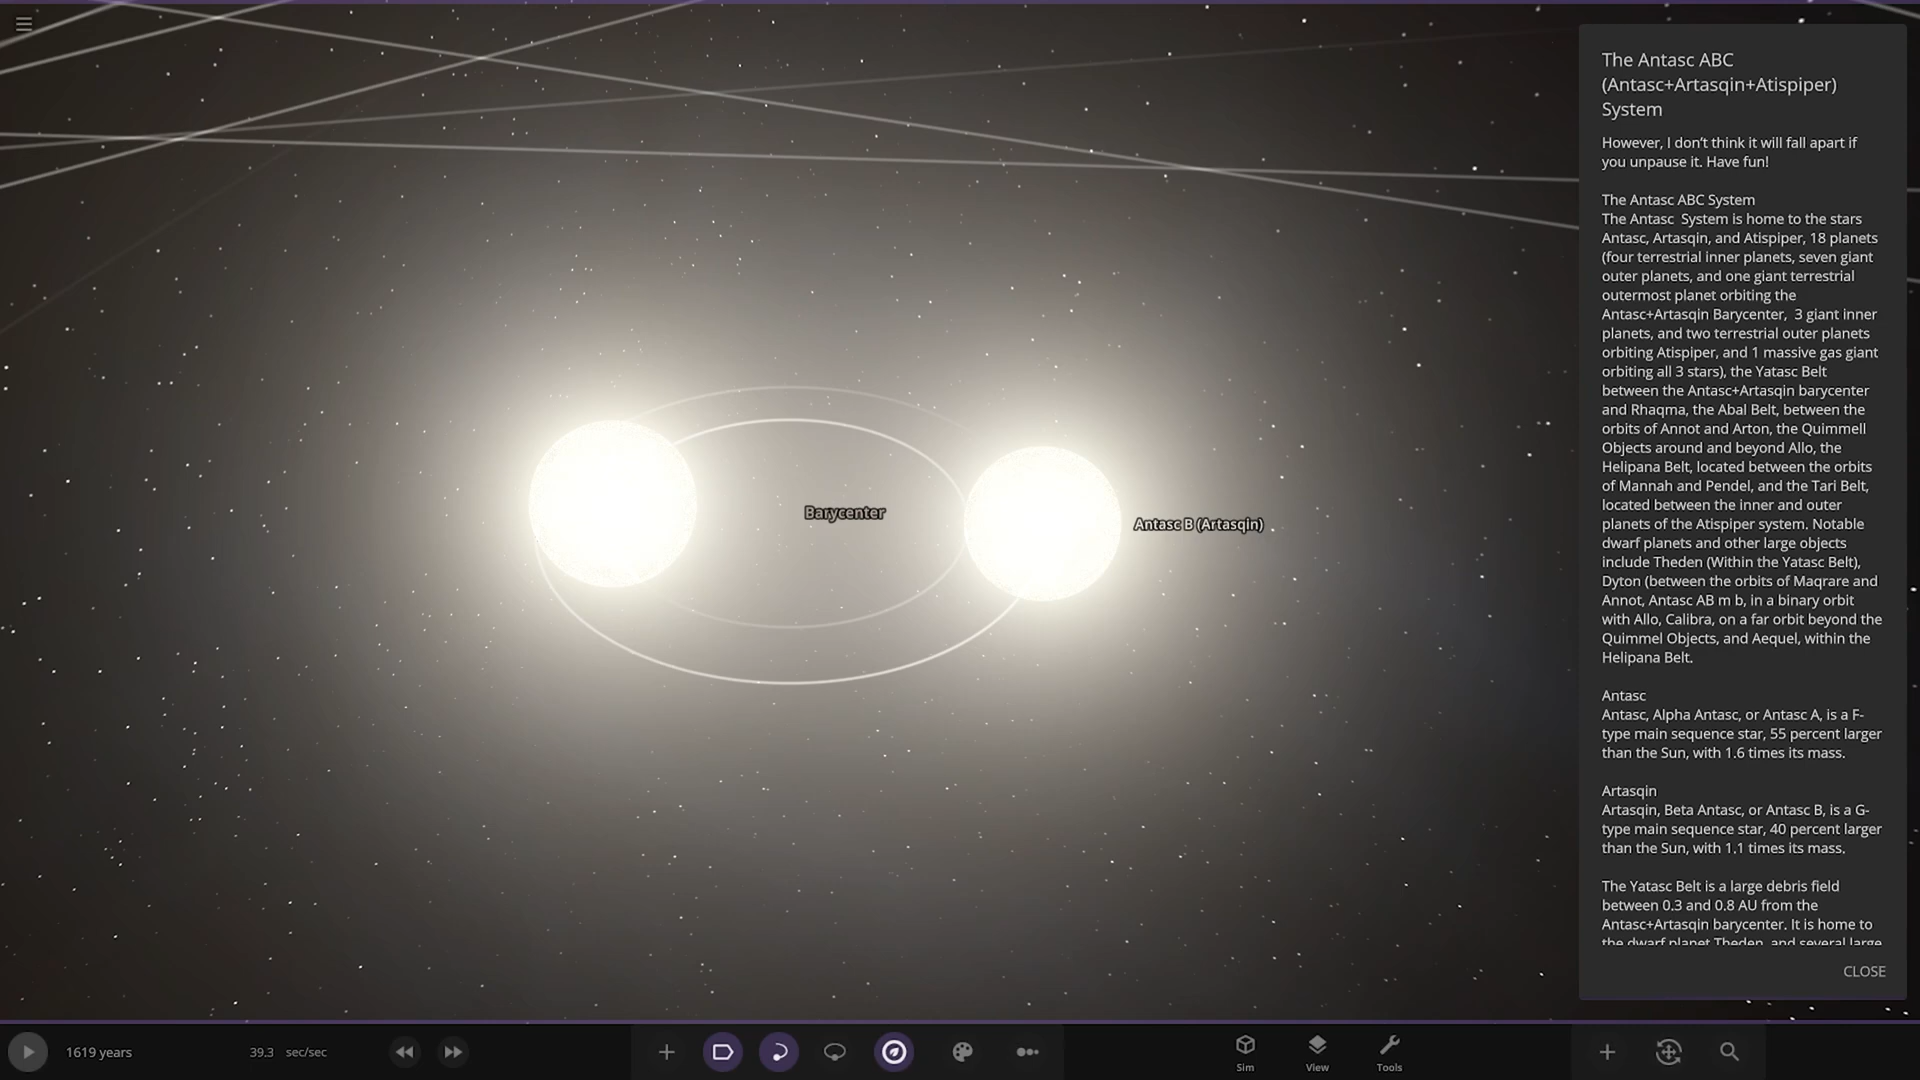 The Antasc ABC
(Antasc+Artasqin+Atispiper)
System
However, I don’t think it will fall apart if
you unpause it. Have fun!
The Antasc ABC System
The Antasc  System is home to the stars
Antasc, Artasqin, and Atispiper, 18 planets
(four terrestrial inner planets, seven giant
outer planets, and one giant terrestrial
outermost planet orbiting the
Antasc+Artasqin Barycenter,  3 giant inner
planets, and two terrestrial outer planets
orbiting Atispiper, and 1 massive gas giant
orbiting all 3 stars), the Yatasc Belt
between the Antasc+Artasqin barycenter
and Rhaqma, the Abal Belt, between the
orbits of Annot and Arton, the Quimmell
Objects around and beyond Allo, the
Helipana Belt, located between the orbits
of Mannah and Pendel, and the Tari Belt,
located between the inner and outer
planets of the Atispiper system. Notable
dwarf planets and other large objects
include Theden (Within the Yatasc Belt),
Dyton (between the orbits of Maqrare and
Annot, Antasc AB m b, in a binary orbit
with Allo, Calibra, on a far orbit beyond the
Quimmel Objects, and Aequel, within the
Helipana Belt.
Antasc
Antasc, Alpha Antasc, or Antasc A, is a F-
type main sequence star, 55 percent larger
than the Sun, with 1.6 times its mass.
Artasqin
Artasqin, Beta Antasc, or Antasc B, is a G-
type main sequence star, 40 percent larger
than the Sun, with 1.1 times its mass.
The Yatasc Belt is a large debris field
between 0.3 and 0.8 AU from the
Antasc+Artasqin barycenter. It is home to
the dwarf planet Theden, and several large
CLOSE
Barycenter
Antasc B (Artasqin)
1619 years
39.3 sec/sec
Sim
View
Tools